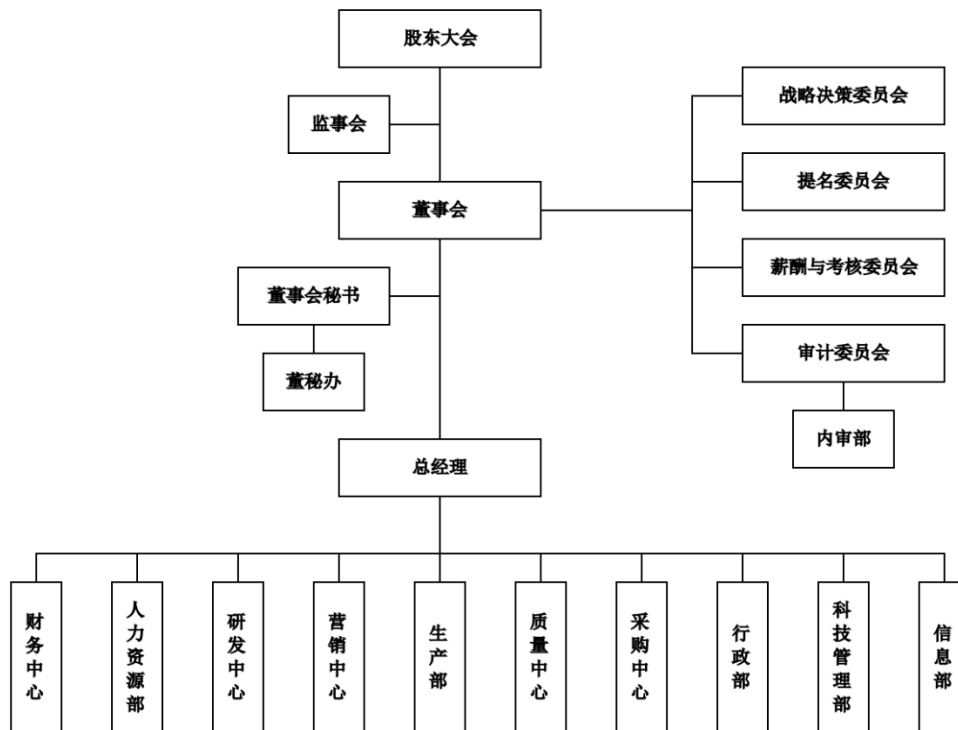 股东大会
战略决策委员会
监事会
提名委员会
董事会
薪酬与考核委员会
董事会秘书
审计委员会
董秘办
内审部
总经理
财务中心
人力资源部
研发中心
营销中心
生产部
质量中心
采购中心
行政部
科技管理部
信息部